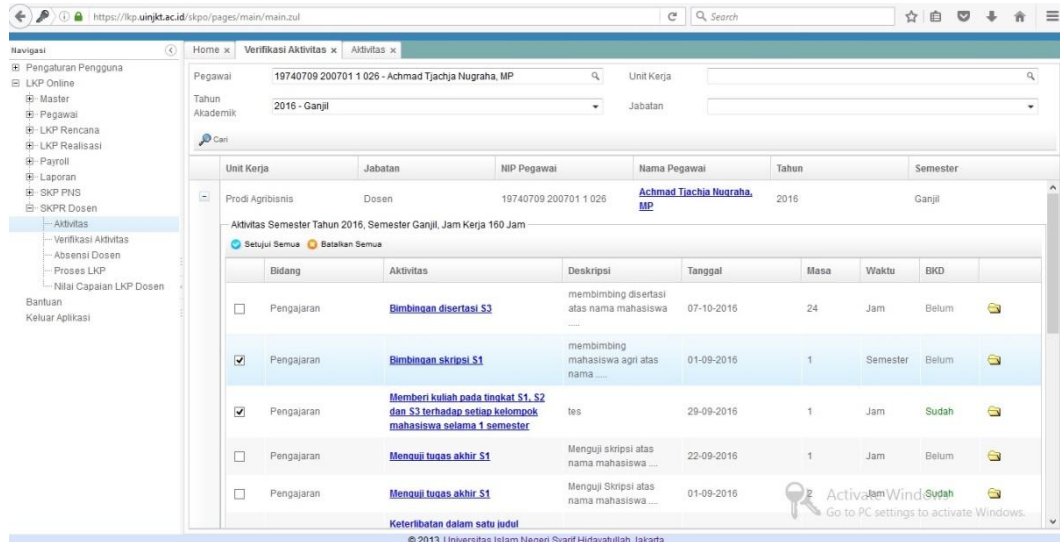 https://lkp.uinjkt.ac.id/skpo/pages/main/main.zul
Search
Navigasi
Home x Verifikasi Aktivitas x Aktivitas x
Pengaturan Pengguna
LKP Online
Master
Pegawai
LKP Rencana
LKP Realisasi
Payroll
Laporan
SKP PNS
SKPR Dosen
Aktivitas
Verifikasi Aktivitas
Absensi Dosen
Proses LKP
Nilai Capaian LKP Dosen
Bantuan
Keluar Aplikasi
Pegawai 19740709 200701 1 026 - Achmad Tjachja Nugraha, MP Unit Kerja
Tahun
Akademik 2016 - Ganjil Jabatan
Cari
Unit Kerja Jabatan NIP Pegawai Nama Pegawai Tahun Semester
Prodi Agribisnis Dosen 19740709 200701 1 026 Achmad Tjachja Nugraha, 2016 Ganjil
MP
Aktivitas Semester Tahun 2016, Semester Ganjil, Jam Kerja 160 Jam
Setujui Semua Batalkan Semua
Bidang Aktivitas Deskripsi Tanggal Masa Waktu BKD
membimbing disertasi
Pengajaran Bimbingan disertasi S3 atas nama mahasiswa 07-10-2016 24 Jam Belum
.....
membimbing
Pengajaran Bimbingan skripsi S1 mahasiswa agri atas 01-09-2016 1 Semester Belum
nama .....
Memberi kuliah pada tingkat S1, S2
Pengajaran dan S3 terhadap setiap kelompok tes 29-09-2016 1 Jam Sudah
mahasiswa selama 1 semester
Menguji skripsi atas
Pengajaran Menguji tugas akhir S1 22-09-2016 1 Jam Belum
nama mahasiswa ....
Menguji Skripsi atas
Pengajaran Menguji tugas akhir S1 01-09-2016 2 Jam Sudah
nama mahasiswa ....
Activate Windows
Go to PC settings to activate Windows.
Keterlibatan dalam satu judul
© 2013 Universitas Islam Negeri Syarif Hidayatullah Jakarta